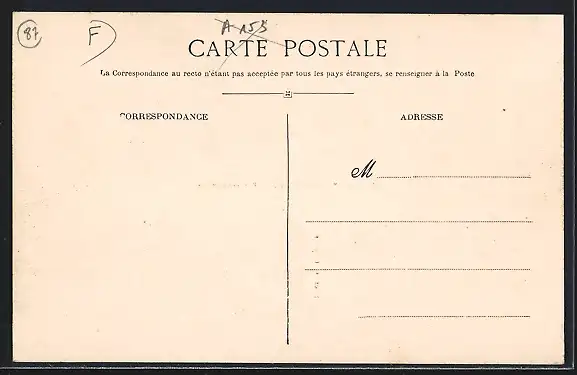 87
F
A 155
CARTE POSTALE
La Correspondance au recto n'étant pas acceptée par tous les pays étrangers, se renseigner à la Poste
CORRESPONDANCE
ADRESSE
M